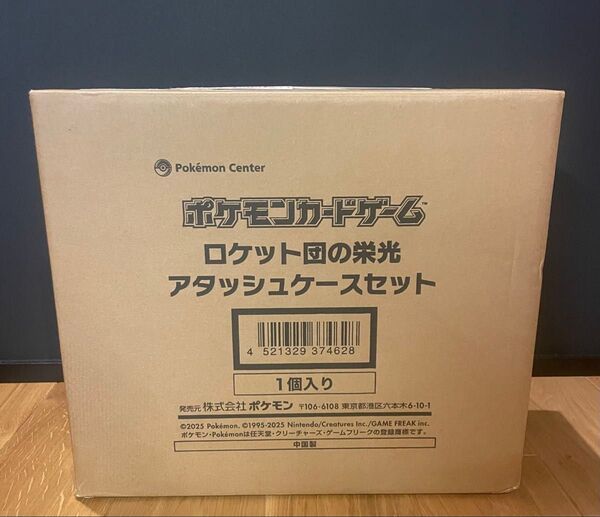 Pokémon Center
ポケモンカードゲーム™
ロケット団の栄光
アタッシュケースセット
4 521329 374628
1個入り
発売元 株式会社 ポケモン 〒106-6108 東京都港区六本木6-10-1
©2025 Pokémon. ©1995-2025 Nintendo/Creatures Inc./GAME FREAK inc.
ポケモン・Pokémonは任天堂・クリーチャーズ・ゲームフリークの登録商標です。
中国製